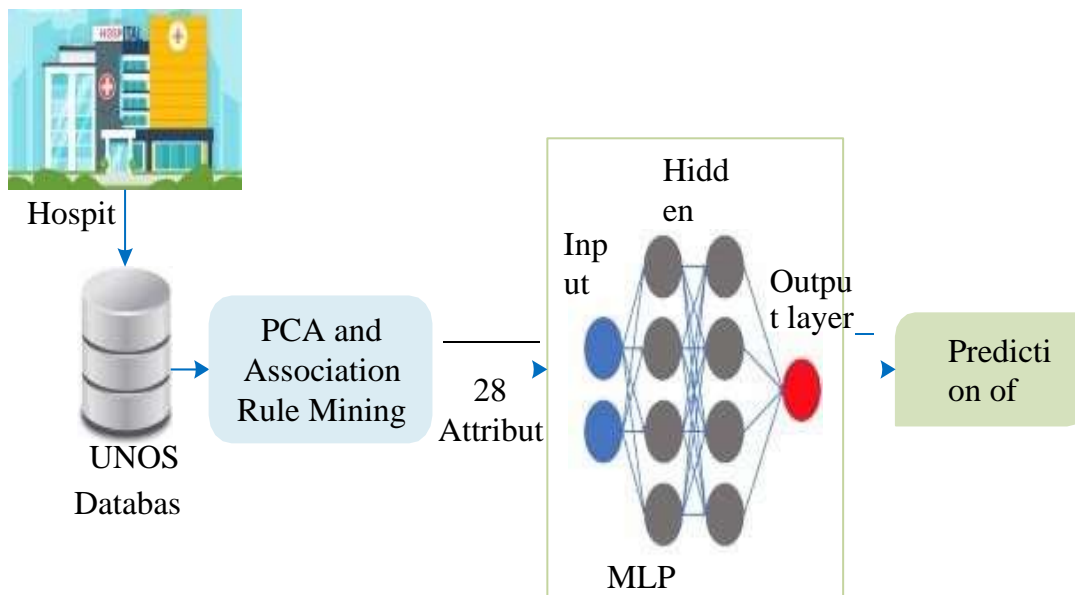 HOSPITAL
Hospit
UNOS
Databas
PCA and
Association
Rule Mining
28
Attribut
Inp
ut
Hidd
en
Outpu
t layer
MLP
Predicti
on of